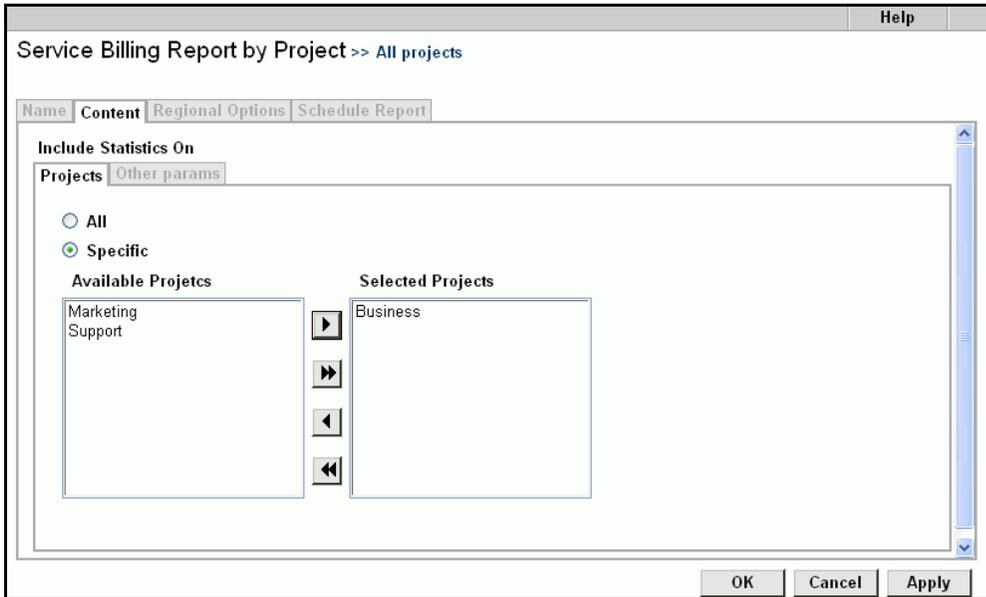 Help
Service Billing Report by Project >> All projects
Name Content Regional Options Schedule Report
Include Statistics On
Projects Other params
All
Specific
Available Projetcs Selected Projects
Marketing Business
Support
OK Cancel Apply